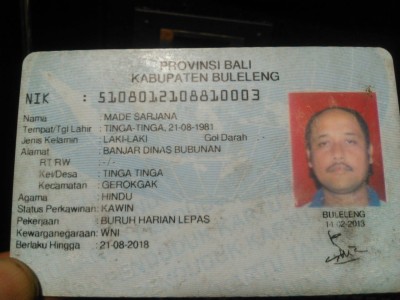 PROVINSI BALI
KABUPATEN BULELENG
NIK : 5108012108810003
Nama : MADE SARJANA
Tempat/Tgl Lahir : TINGA-TINGA, 21-08-1981
Jenis Kelamin : LAKI-LAKI Gol Darah :
Alamat : BANJAR DINAS BUBUNAN
RT RW : -/-
Kel/Desa : TINGA TINGA
Kecamatan : GEROKGAK
Agama : HINDU
Status Perkawinan: KAWIN
Pekerjaan : BURUH HARIAN LEPAS
Kewarganegaraan: WNI
Berlaku Hingga : 21-08-2018
BULELENG
14-02-2013